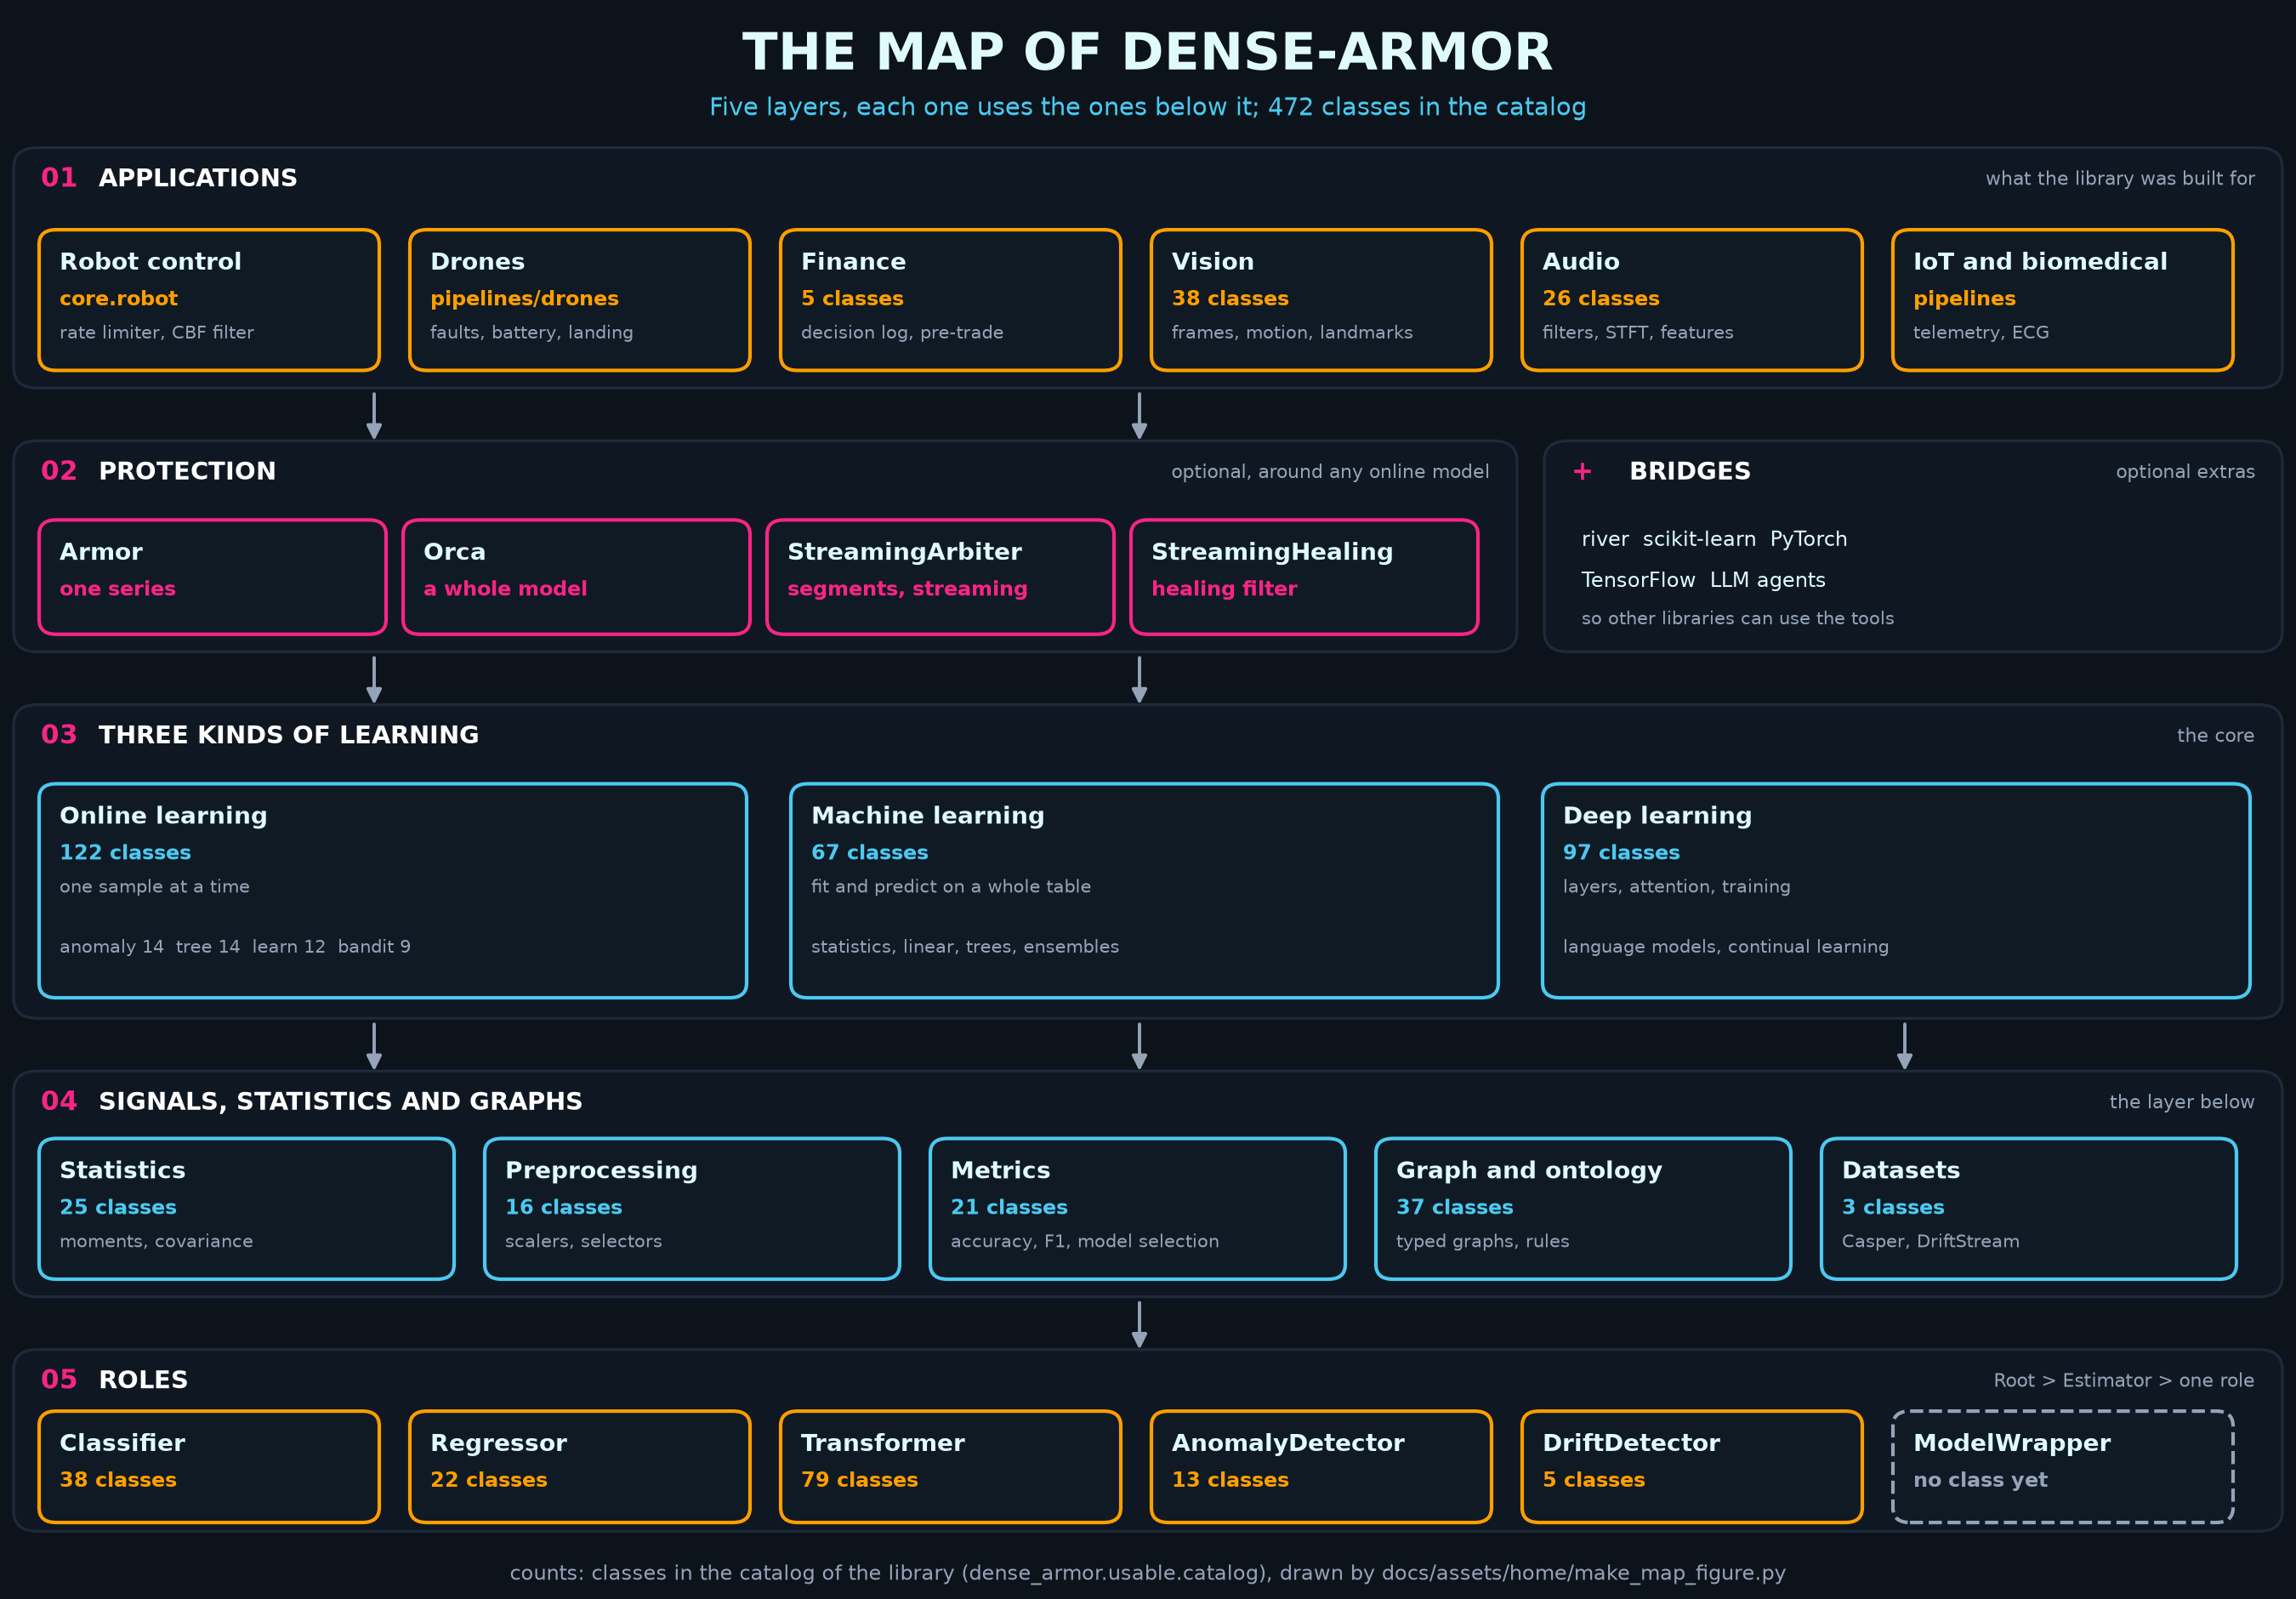 THE MAP OF DENSE-ARMOR
Five layers, each one uses the ones below it; 472 classes in the catalog
01 APPLICATIONS
what the library was built for
Robot control
core.robot
rate limiter, CBF filter
Drones
pipelines/drones
faults, battery, landing
Finance
5 classes
decision log, pre-trade
Vision
38 classes
frames, motion, landmarks
Audio
26 classes
filters, STFT, features
IoT and biomedical
pipelines
telemetry, ECG
02 PROTECTION
optional, around any online model
Armor
one series
Orca
a whole model
StreamingArbiter
segments, streaming
StreamingHealing
healing filter
+ BRIDGES
optional extras
river scikit-learn PyTorch
TensorFlow LLM agents
so other libraries can use the tools
03 THREE KINDS OF LEARNING
the core
Online learning
122 classes
one sample at a time
anomaly 14 tree 14 learn 12 bandit 9
Machine learning
67 classes
fit and predict on a whole table
statistics, linear, trees, ensembles
Deep learning
97 classes
layers, attention, training
language models, continual learning
04 SIGNALS, STATISTICS AND GRAPHS
the layer below
Statistics
25 classes
moments, covariance
Preprocessing
16 classes
scalers, selectors
Metrics
21 classes
accuracy, F1, model selection
Graph and ontology
37 classes
typed graphs, rules
Datasets
3 classes
Casper, DriftStream
05 ROLES
Root > Estimator > one role
Classifier
38 classes
Regressor
22 classes
Transformer
79 classes
AnomalyDetector
13 classes
DriftDetector
5 classes
ModelWrapper
no class yet
counts: classes in the catalog of the library (dense_armor.usable.catalog), drawn by docs/assets/home/make_map_figure.py